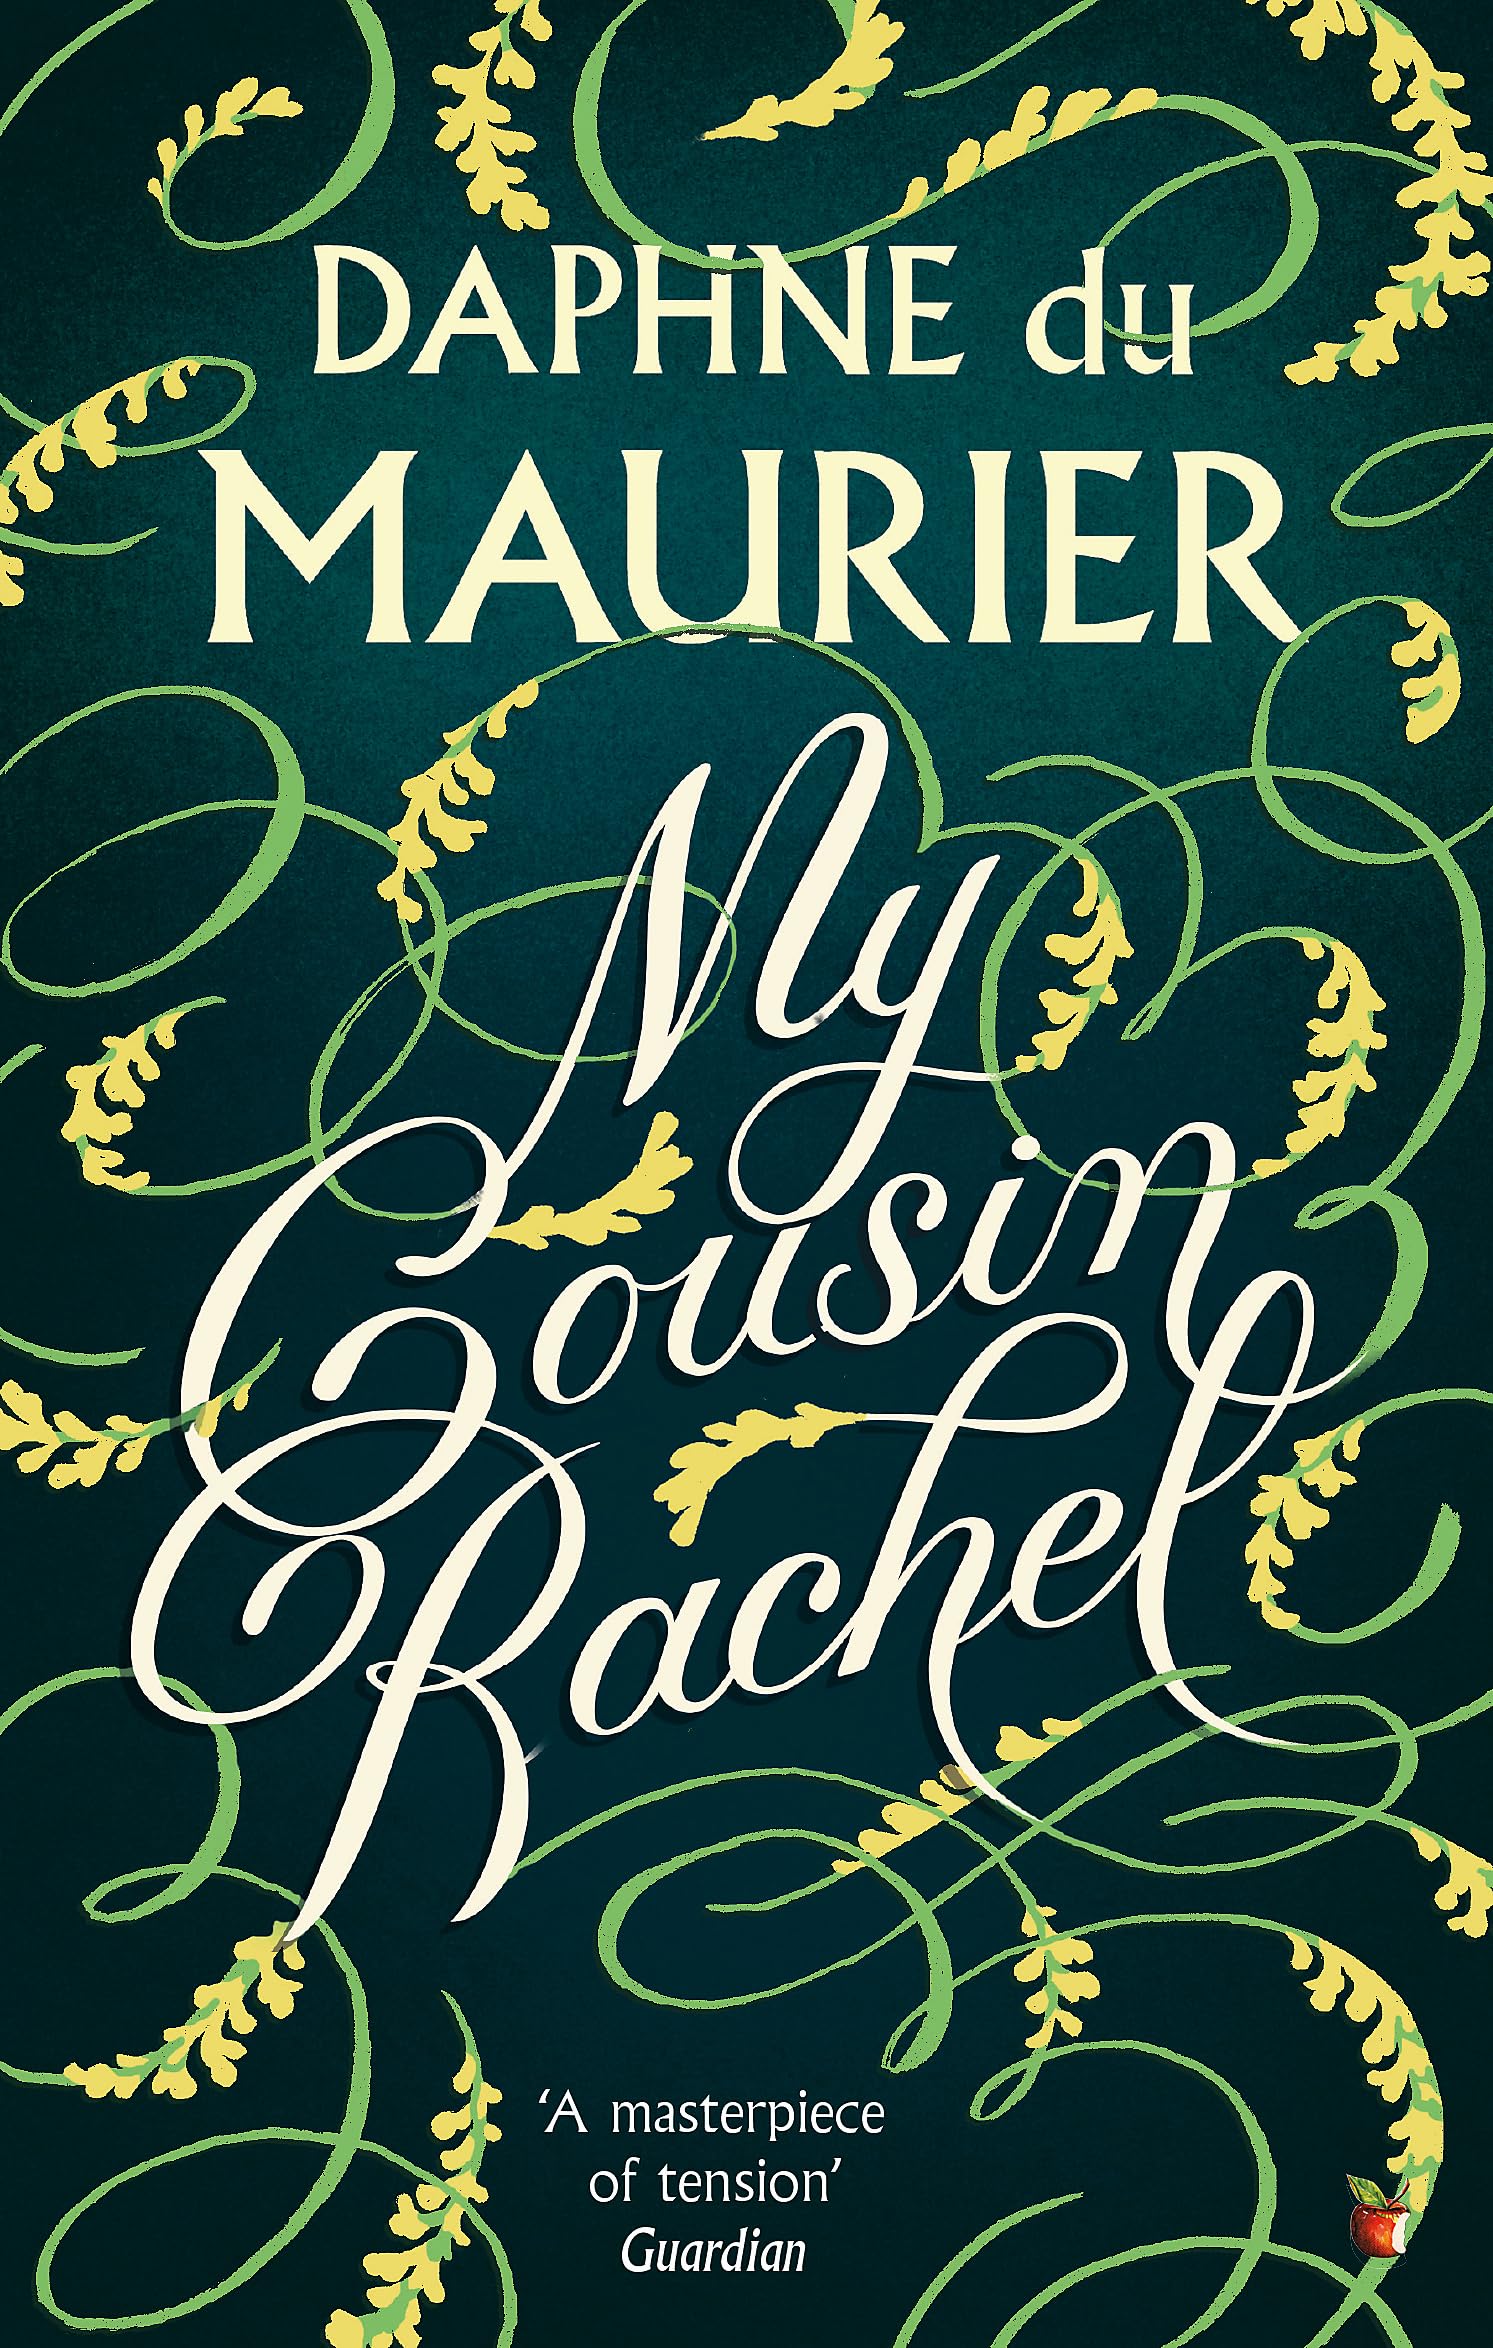 DAPHNE du
MAURIER
My
Cousin
Rachel
‘A masterpiece
of tension’
Guardian